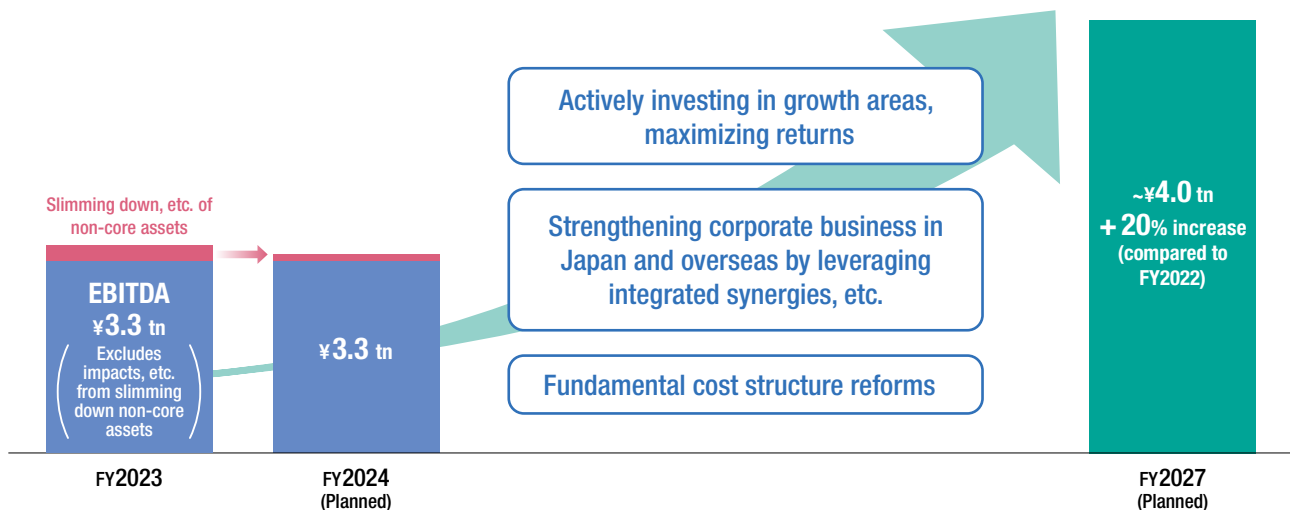 Slimming down, etc. of
non-core assets
EBITDA
¥3.3 tn
(Excludes
impacts, etc.
from slimming
down non-core
assets)
FY2023
¥3.3 tn
FY2024
(Planned)
Actively investing in growth areas,
maximizing returns
Strengthening corporate business in
Japan and overseas by leveraging
integrated synergies, etc.
Fundamental cost structure reforms
~¥4.0 tn
+20% increase
(compared to
FY2022)
FY2027
(Planned)